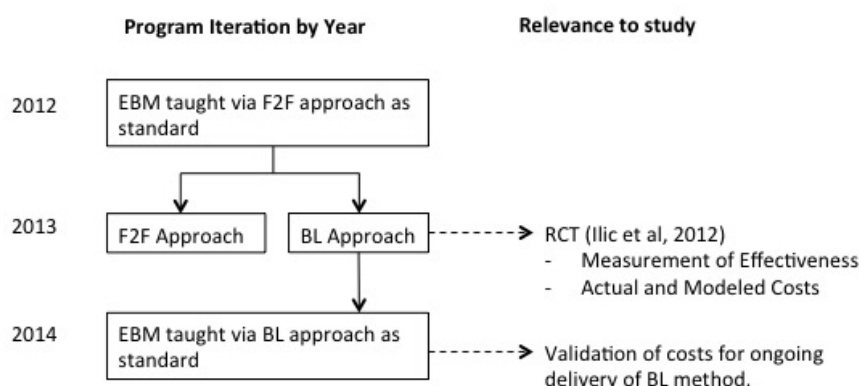 Program Iteration by Year
Relevance to study
2012
EBM taught via F2F approach as
standard
2013
F2F Approach
BL Approach
RCT (Ilic et al, 2012)
- Measurement of Effectiveness
- Actual and Modeled Costs
2014
EBM taught via BL approach as
standard
Validation of costs for ongoing
delivery of BL method.